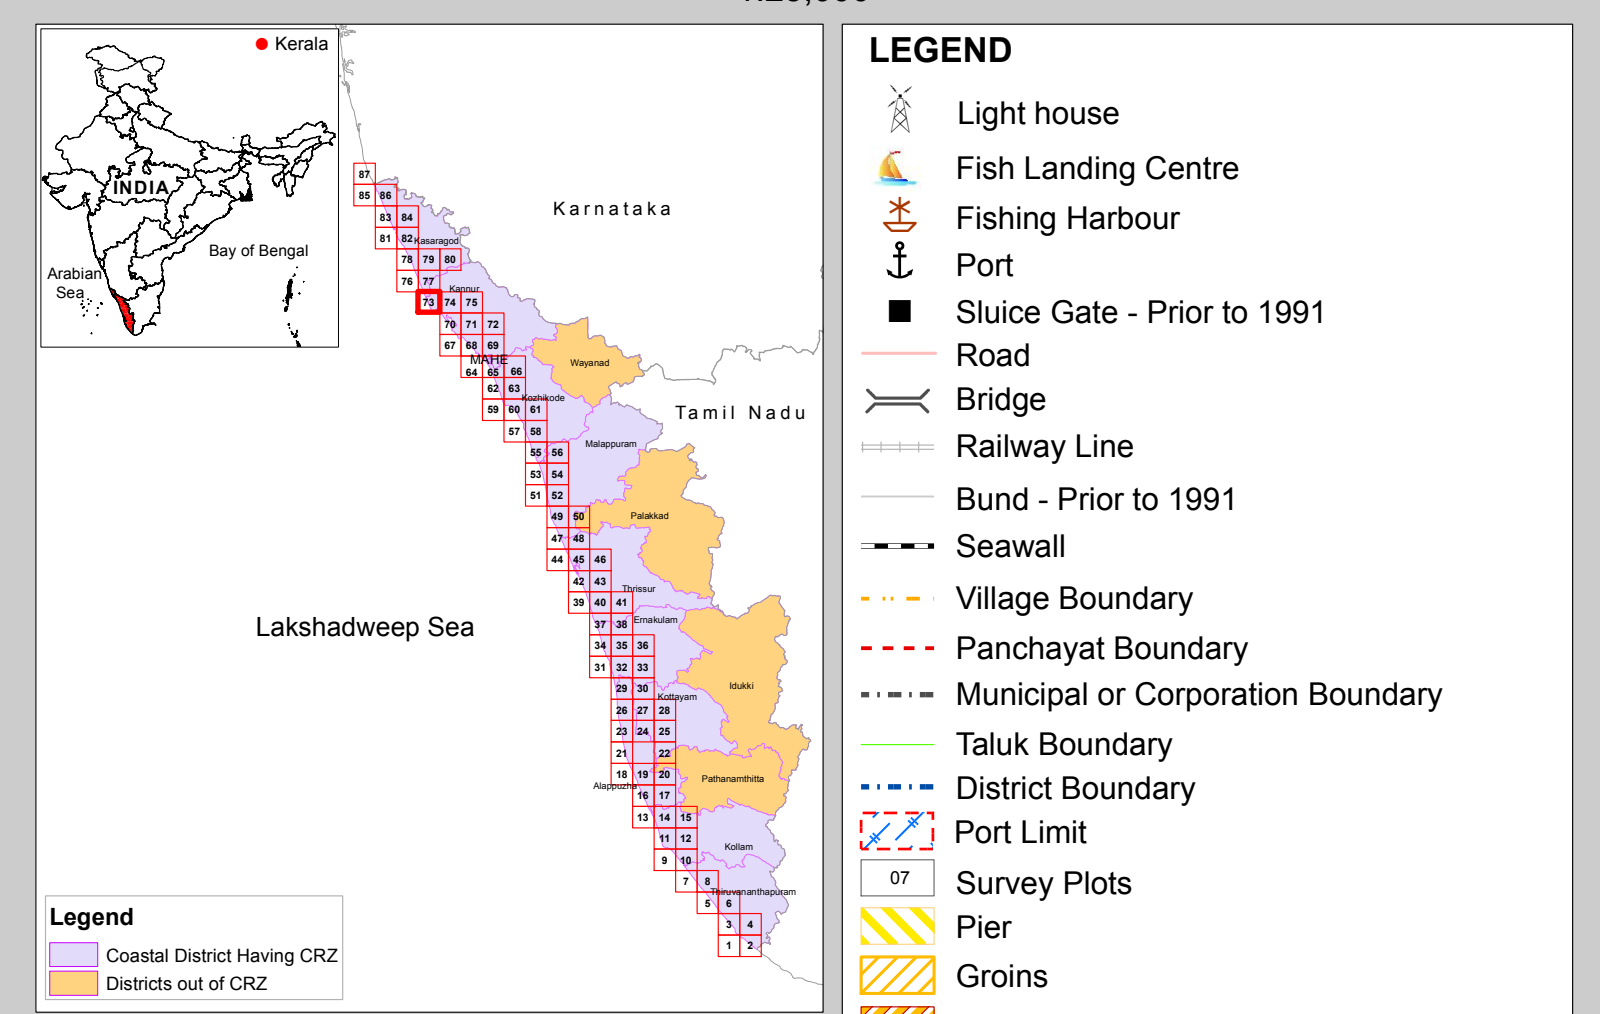 Kerala
INDIA
Bay of Bengal
Arabian
Sea
Karnataka
87
85 86
83 84
81 82
Kasaragod
78 79 80
76 77
Kannur
73 74 75
70 71 72
67 68 69
MAHE
64 65 66
Wayanad
62 63
Kozhikode
59 60 61
Tamil Nadu
57 58
Malappuram
55 56
53 54
51 52
49 50
Palakkad
47 48
44 45 46
42 43
Thrissur
39 40 41
Ernakulam
37 38
Lakshadweep Sea
34 35 36
31 32 33
29 30
Idukki
Kottayam
26 27 28
23 24 25
21 22
18 19 20
Pathanamthitta
Alappuzha
16 17
13 14 15
11 12
Kollam
9 10
7 8
Thiruvananthapuram
5 6
3 4
1 2
Legend
Coastal District Having CRZ
Districts out of CRZ
LEGEND
Light house
Fish Landing Centre
Fishing Harbour
Port
Sluice Gate - Prior to 1991
Road
Bridge
Railway Line
Bund - Prior to 1991
Seawall
Village Boundary
Panchayat Boundary
Municipal or Corporation Boundary
Taluk Boundary
District Boundary
Port Limit
07
Survey Plots
Pier
Groins